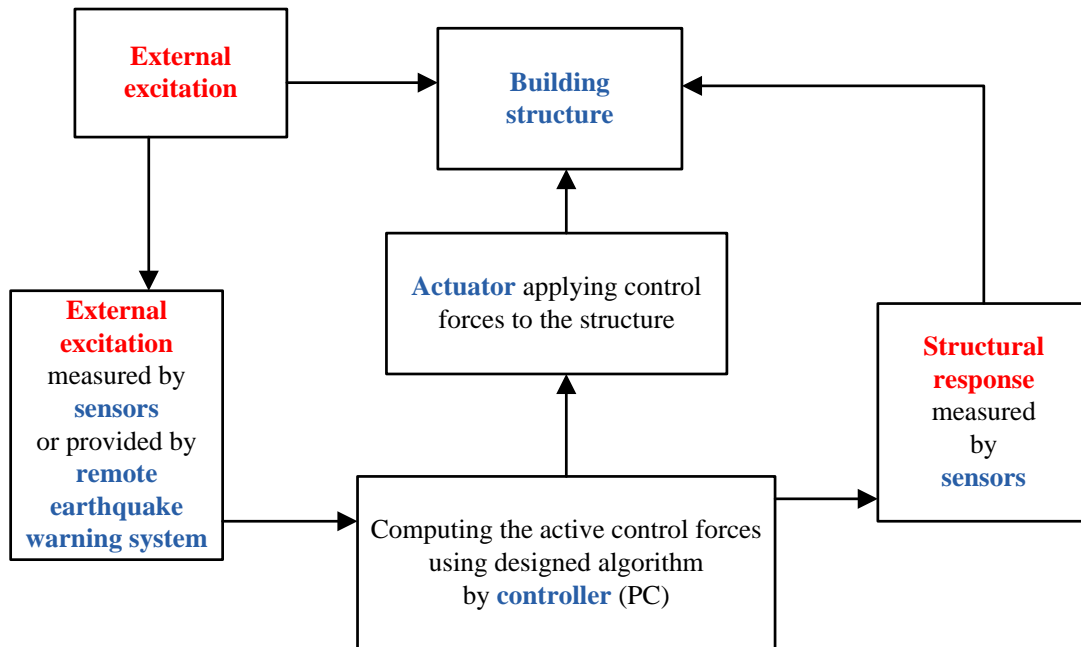 External
excitation
Building
structure
Actuator applying control
forces to the structure
External
excitation
measured by
sensors
or provided by
remote
earthquake
warning system
Structural
response
measured
by
sensors
Computing the active control forces
using designed algorithm
by controller (PC)